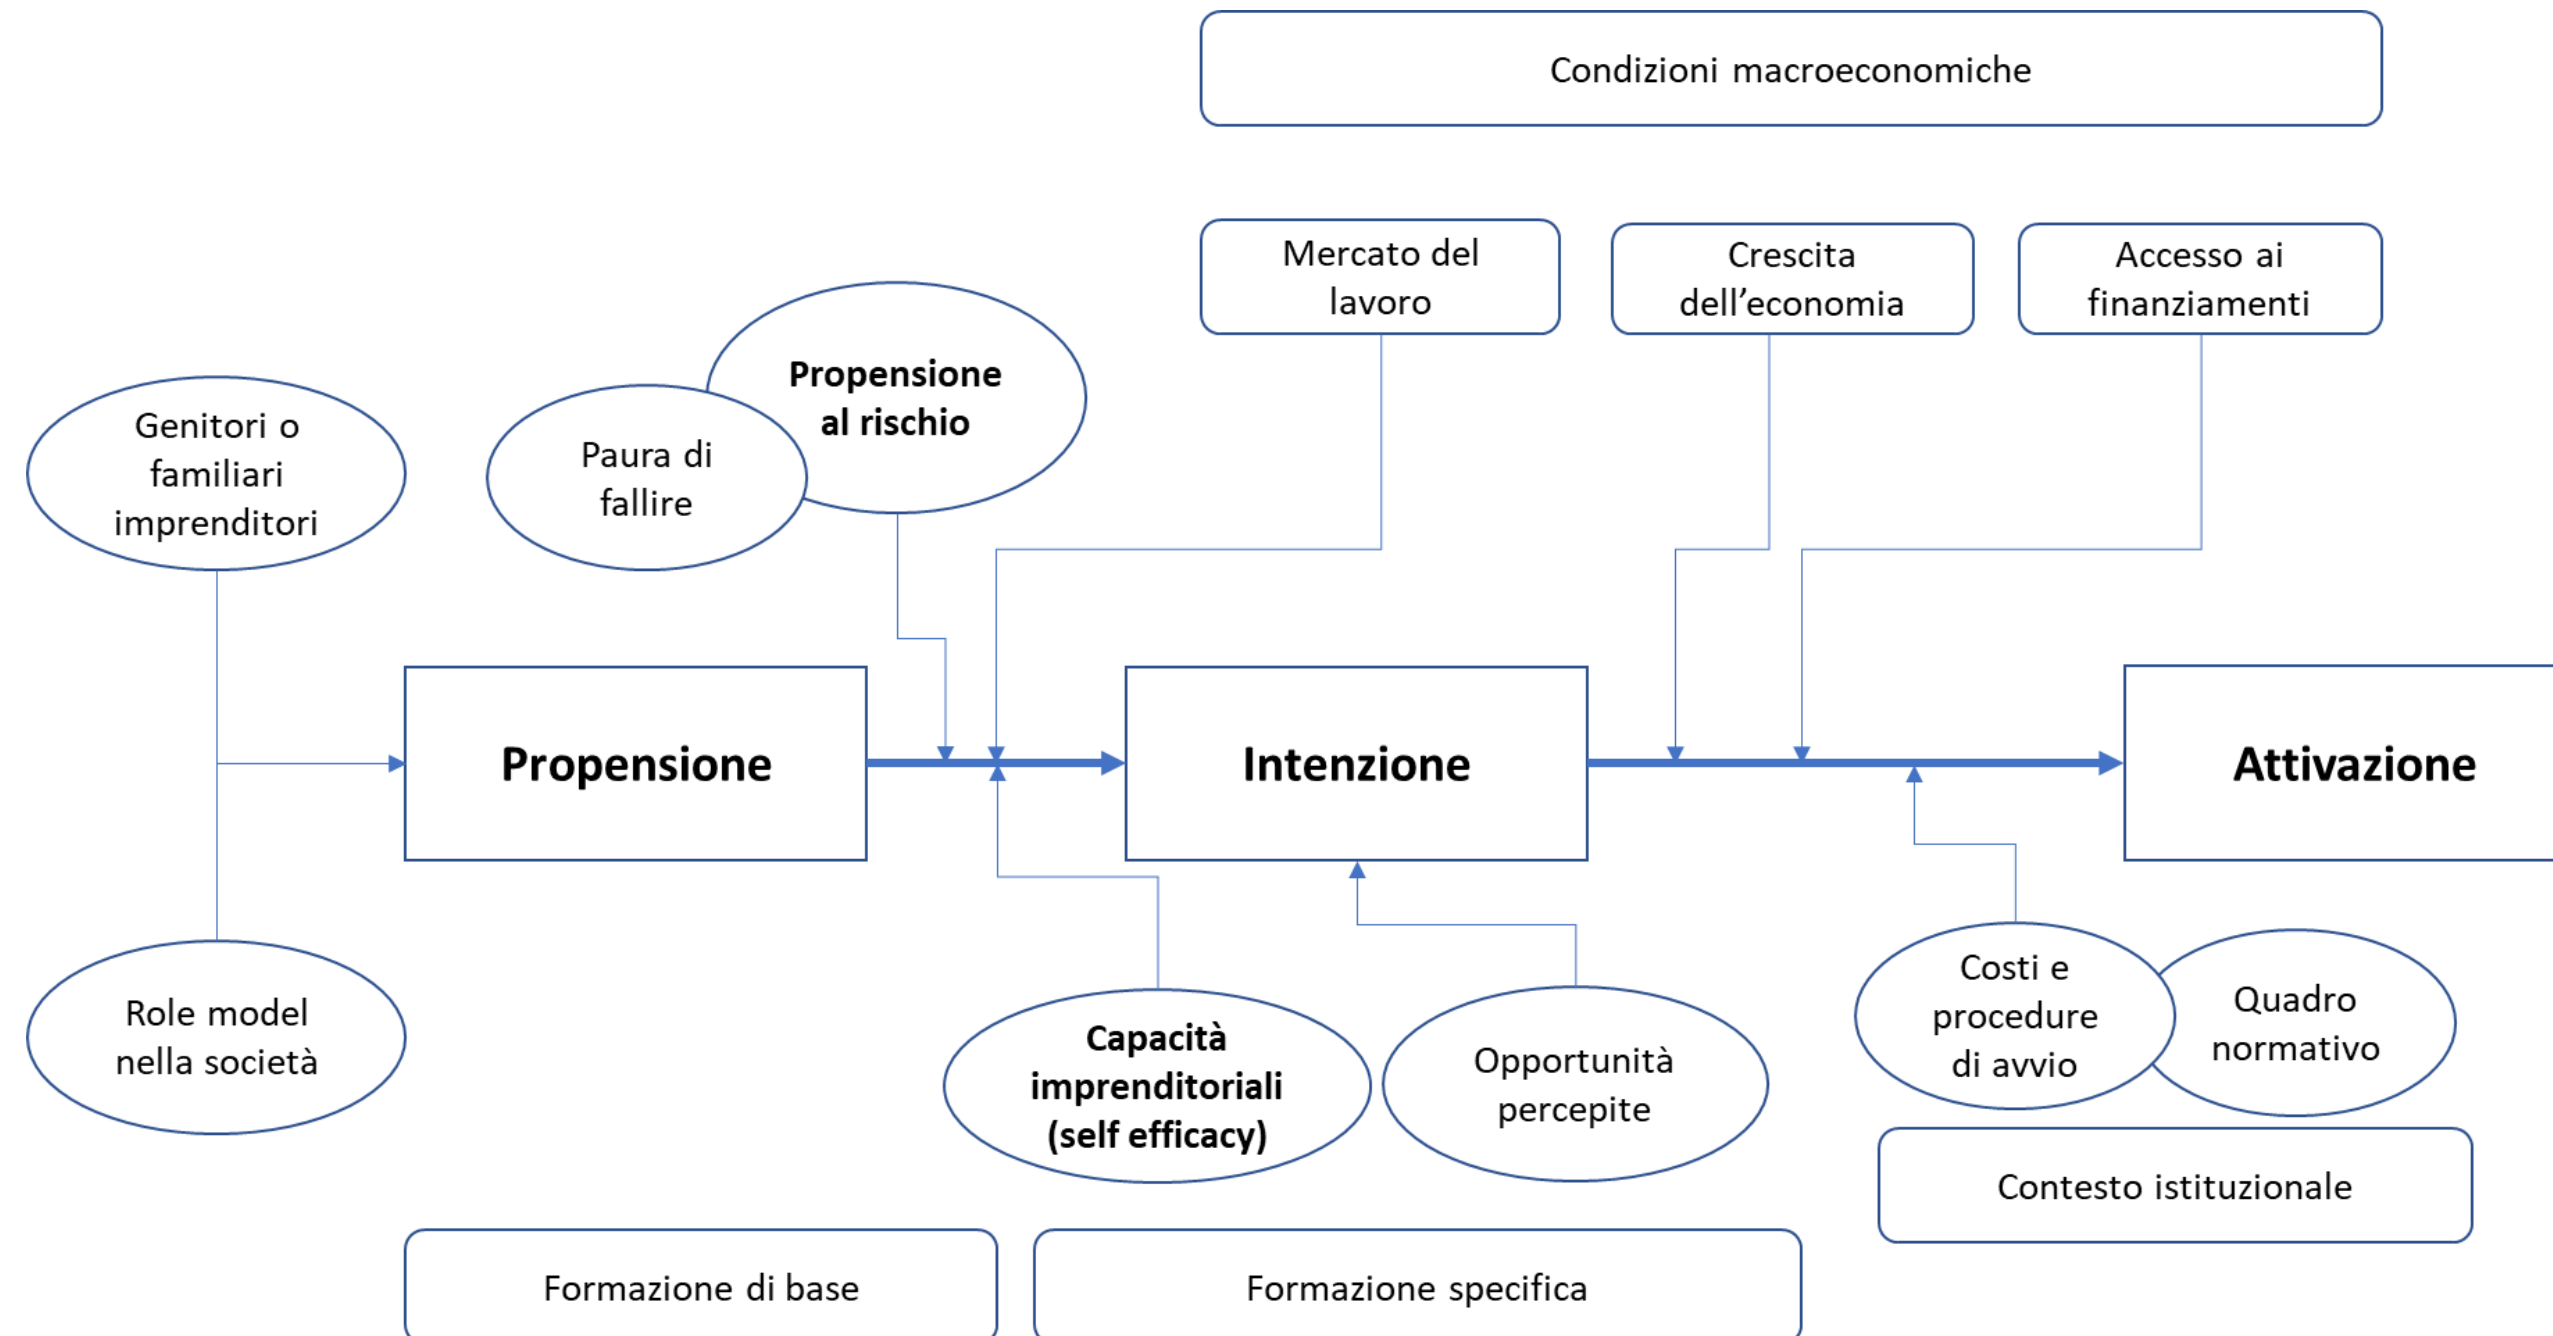 Condizioni macroeconomiche
Mercato del
lavoro
Crescita
dell’economia
Accesso ai
finanziamenti
Propensione
al rischio
Paura di
fallire
Genitori o
familiari
imprenditori
Propensione
Intenzione
Attivazione
Role model
nella società
Capacità
imprenditoriali
(self efficacy)
Opportunità
percepite
Costi e
procedure
di avvio
Quadro
normativo
Contesto istituzionale
Formazione di base
Formazione specifica